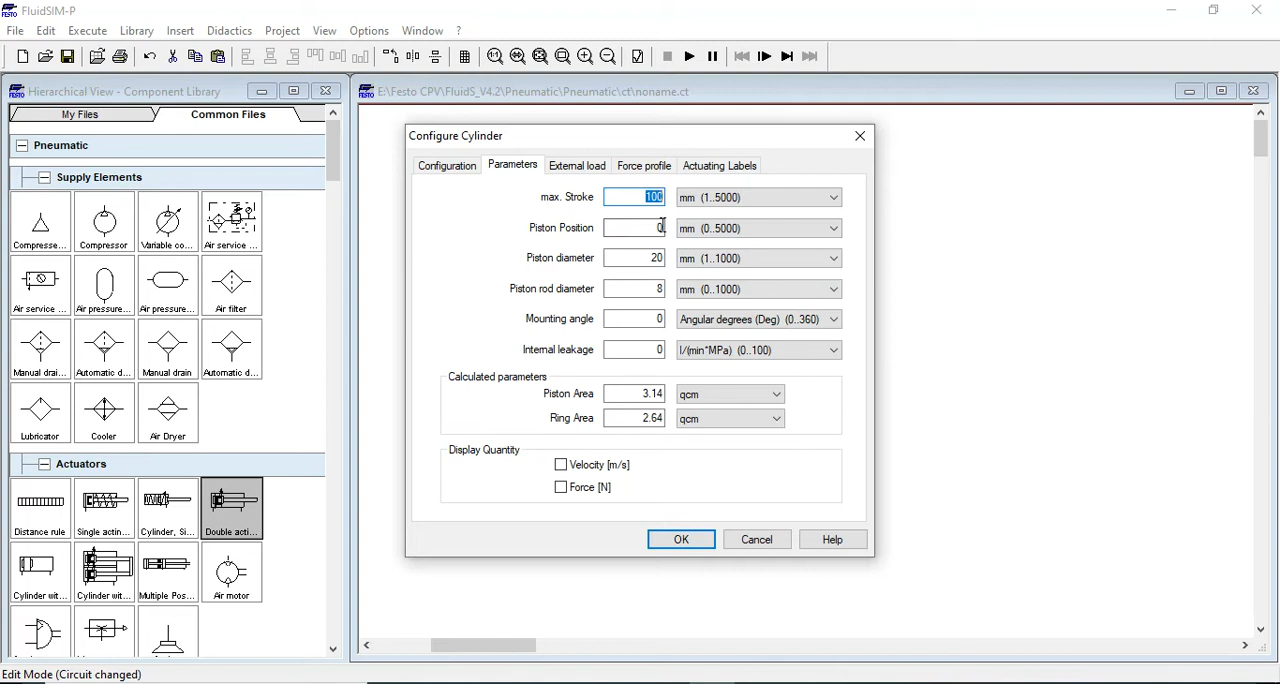 FluidSIM-P
FESTO
File Edit Execute Library Insert Didactics Project View Options Window ?
Hierarchical View - Component Library
E:\Festo CPV\FluidS_V4.2\Pneumatic\Pneumatic\ct\noname.ct
My Files Common Files
Pneumatic
Supply Elements
Compresse... Compressor Variable co... Air service ...
Air service ... Air pressure... Air pressure... Air filter
Manual drai... Automatic d... Manual drain Automatic d...
Lubricator Cooler Air Dryer
Actuators
Distance rule Single actin... Cylinder, Si... Double acti...
Cylinder wit... Cylinder wit... Multiple Pos... Air motor
Configure Cylinder
Configuration Parameters External load Force profile Actuating Labels
max. Stroke 100 mm (1..5000)
Piston Position 0 mm (0..5000)
Piston diameter 20 mm (1..1000)
Piston rod diameter 8 mm (0..1000)
Mounting angle 0 Angular degrees (Deg) (0..360)
Internal leakage 0 l/(min*MPa) (0..100)
Calculated parameters
Piston Area 3.14 qcm
Ring Area 2.64 qcm
Display Quantity
Velocity [m/s]
Force [N]
OK Cancel Help
Edit Mode (Circuit changed)